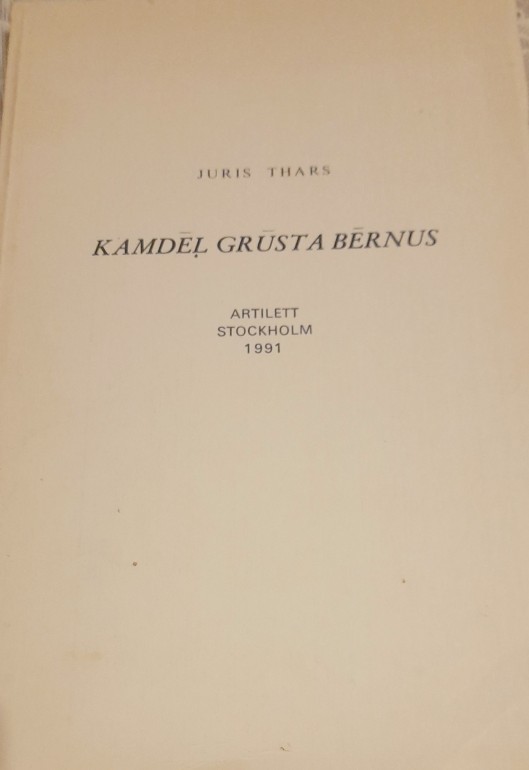 JURIS THARS
KAMDĒĻ GRŪSTA BĒRNUS
ARTILETT
STOCKHOLM
1991